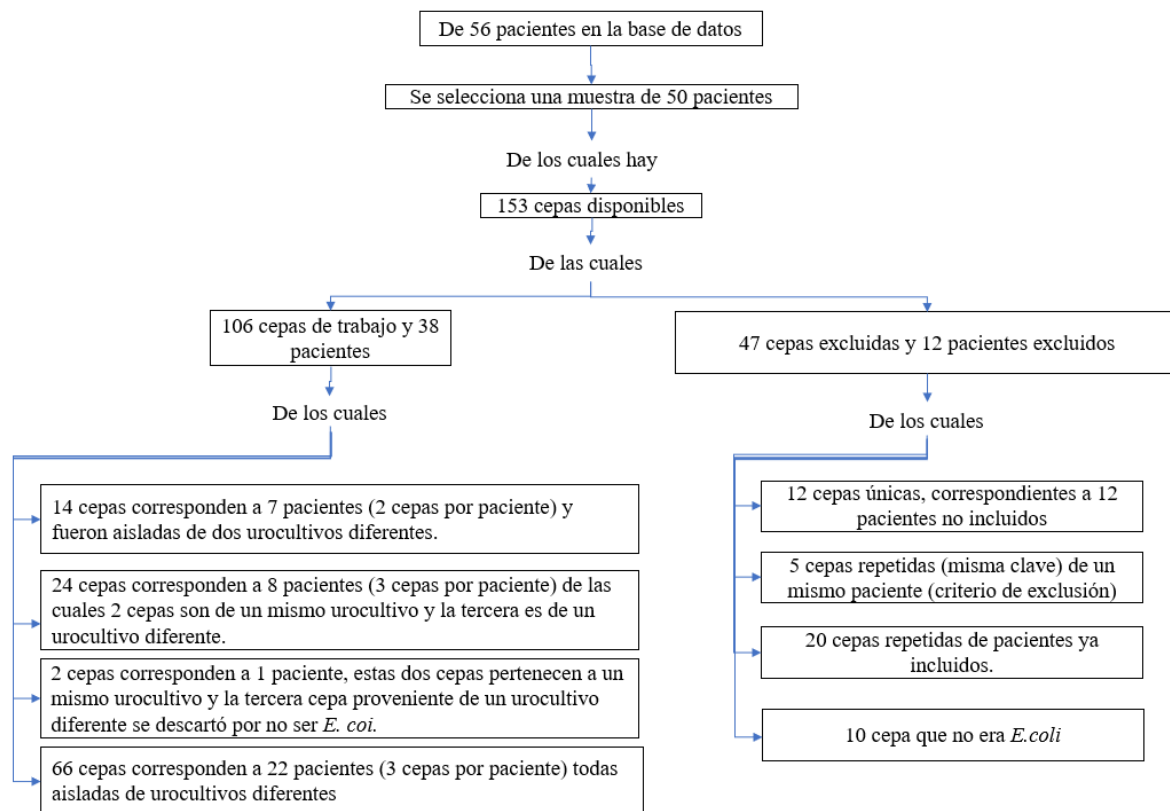 De 56 pacientes en la base de datos
Se selecciona una muestra de 50 pacientes
De los cuales hay
153 cepas disponibles
De las cuales
106 cepas de trabajo y 38
pacientes
De los cuales
14 cepas corresponden a 7 pacientes (2 cepas por paciente) y
fueron aisladas de dos urocultivos diferentes.
24 cepas corresponden a 8 pacientes (3 cepas por paciente) de las
cuales 2 cepas son de un mismo urocultivo y la tercera es de un
urocultivo diferente.
2 cepas corresponden a 1 paciente, estas dos cepas pertenecen a un
mismo urocultivo y la tercera cepa proveniente de un urocultivo
diferente se descartó por no ser E. coi.
66 cepas corresponden a 22 pacientes (3 cepas por paciente) todas
aisladas de urocultivos diferentes
47 cepas excluidas y 12 pacientes excluidos
De los cuales
12 cepas únicas, correspondientes a 12
pacientes no incluidos
5 cepas repetidas (misma clave) de un
mismo paciente (criterio de exclusión)
20 cepas repetidas de pacientes ya
incluidos.
10 cepa que no era E.coli